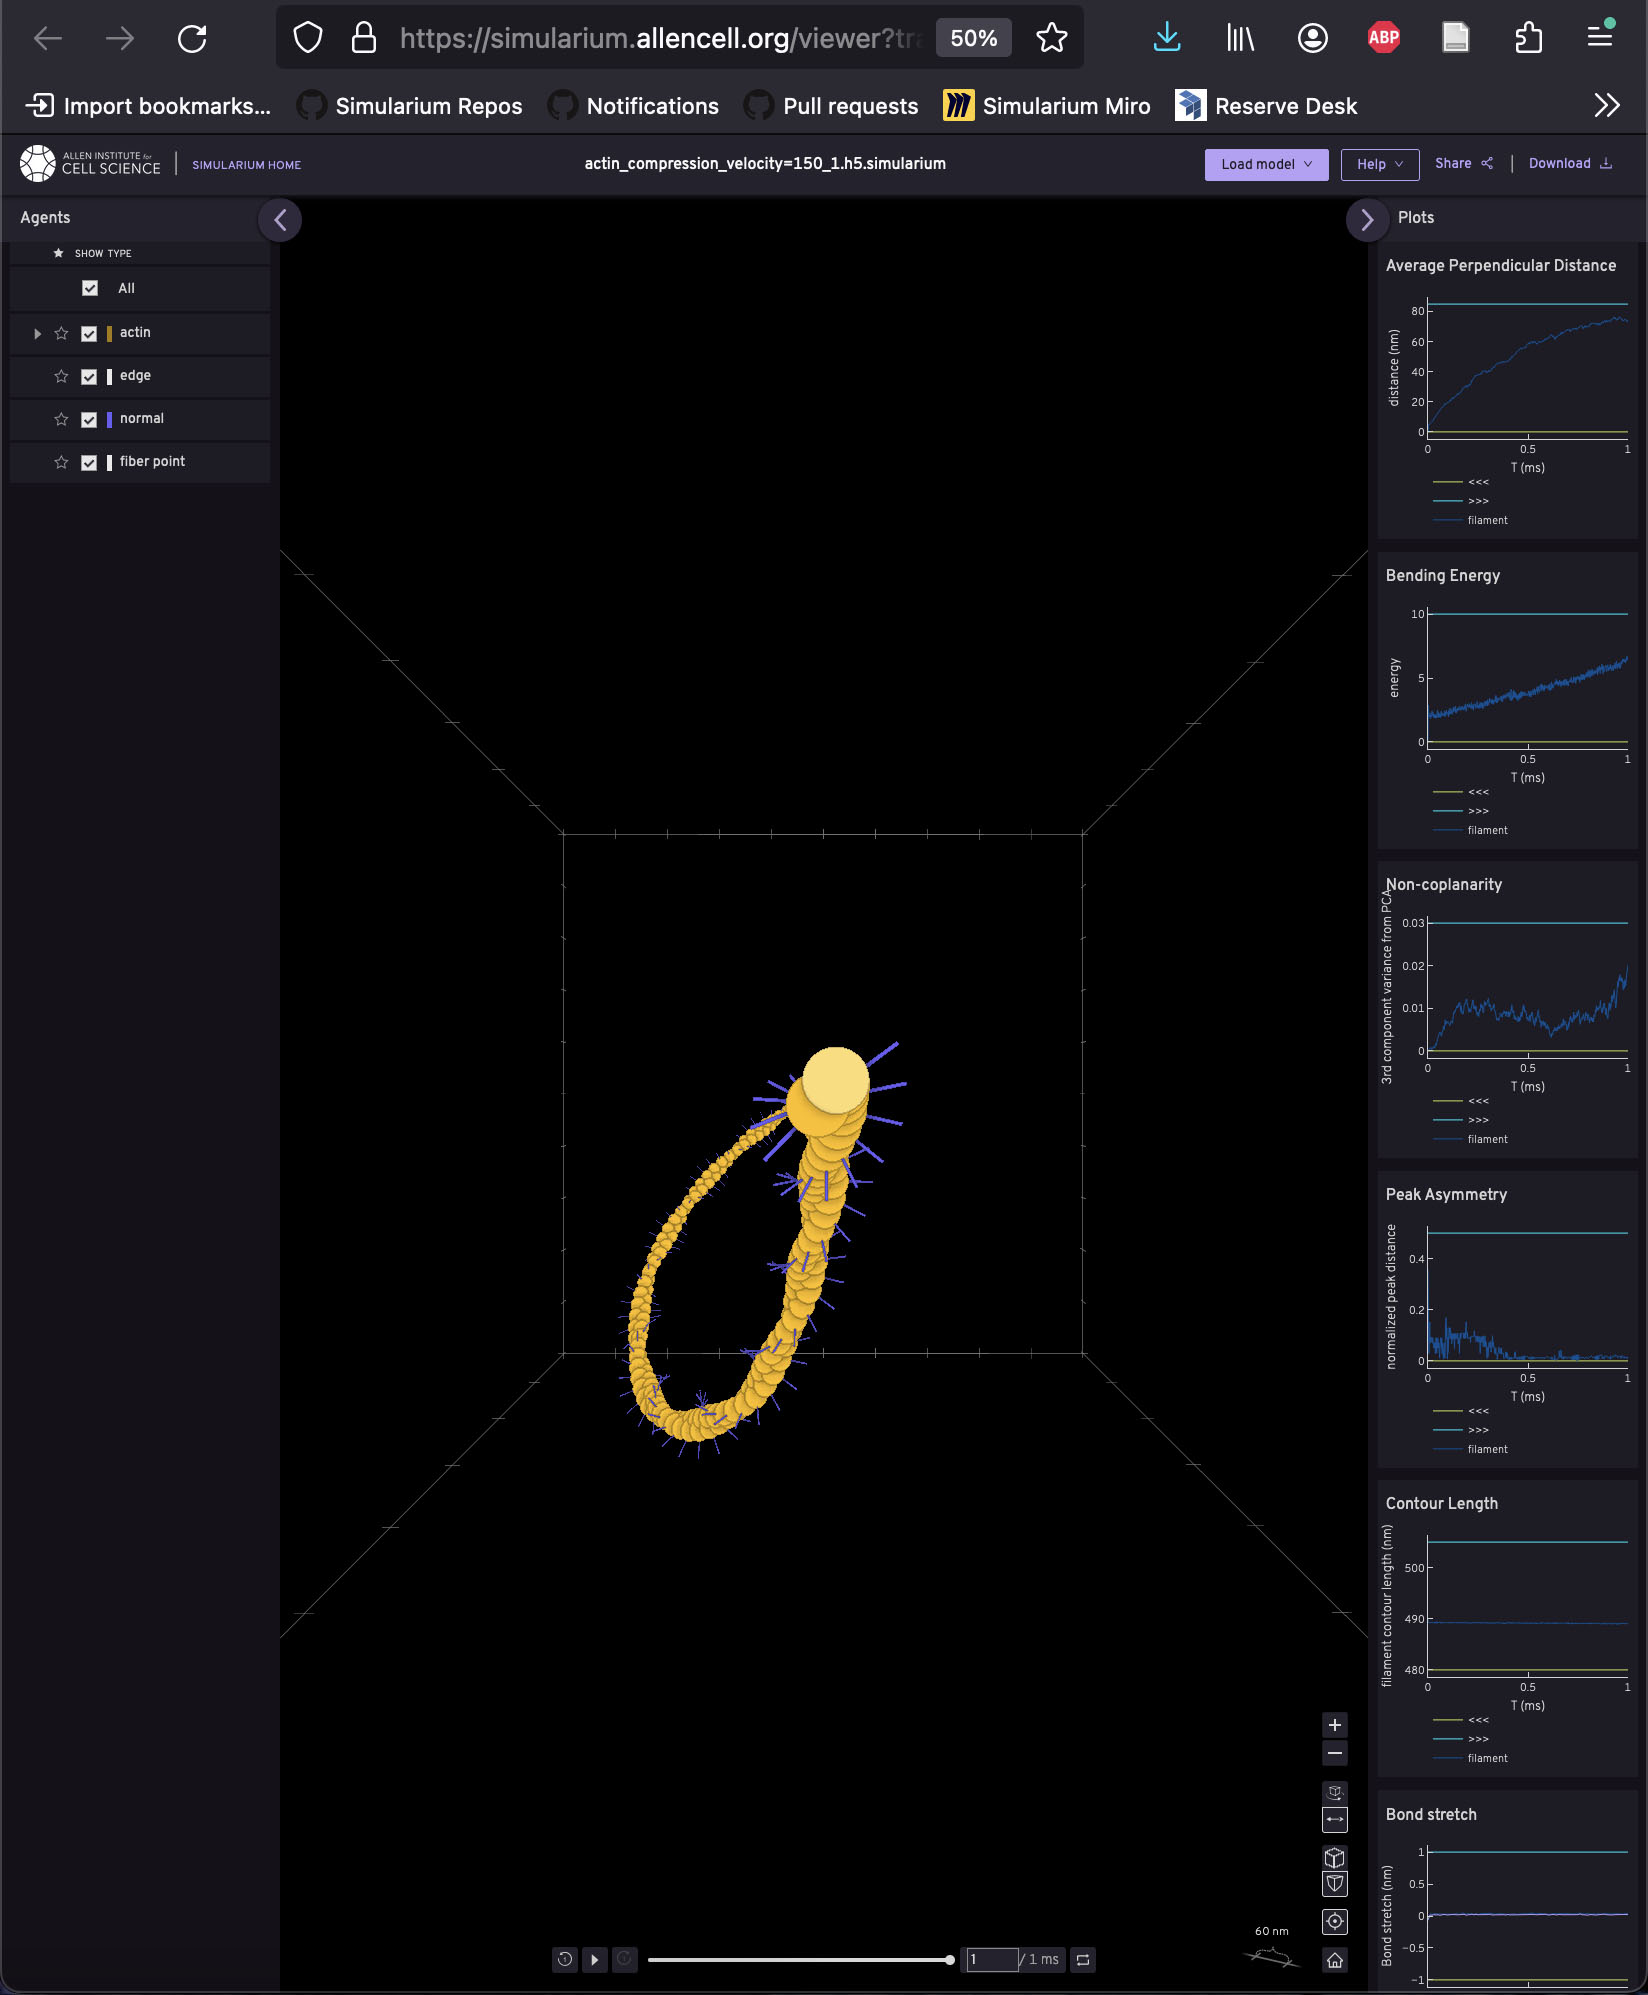 https://simularium.allencell.org/viewer?tra
50%
ABP
Import bookmarks...
Simularium Repos
Notifications
Pull requests
Simularium Miro
Reserve Desk
ALLEN INSTITUTE for
CELL SCIENCE
SIMULARIUM HOME
actin_compression_velocity=150_1.h5.simularium
Load model
Help
Share
Download
Agents
SHOW TYPE
All
actin
edge
normal
fiber point
Plots
Average Perpendicular Distance
distance (nm)
80
60
40
20
0
0
0.5
1
T (ms)
<<<
>>>
filament
Bending Energy
energy
10
5
0
0
0.5
1
T (ms)
<<<
>>>
filament
Non-coplanarity
3rd component variance from PCA
0.03
0.02
0.01
0
0
0.5
1
T (ms)
<<<
>>>
filament
Peak Asymmetry
normalized peak distance
0.4
0.2
0
0
0.5
1
T (ms)
<<<
>>>
filament
Contour Length
filament contour length (nm)
500
490
480
0
0.5
1
T (ms)
<<<
>>>
filament
Bond stretch
Bond stretch (nm)
1
0.5
0
−0.5
−1
60 nm
1
/ 1 ms